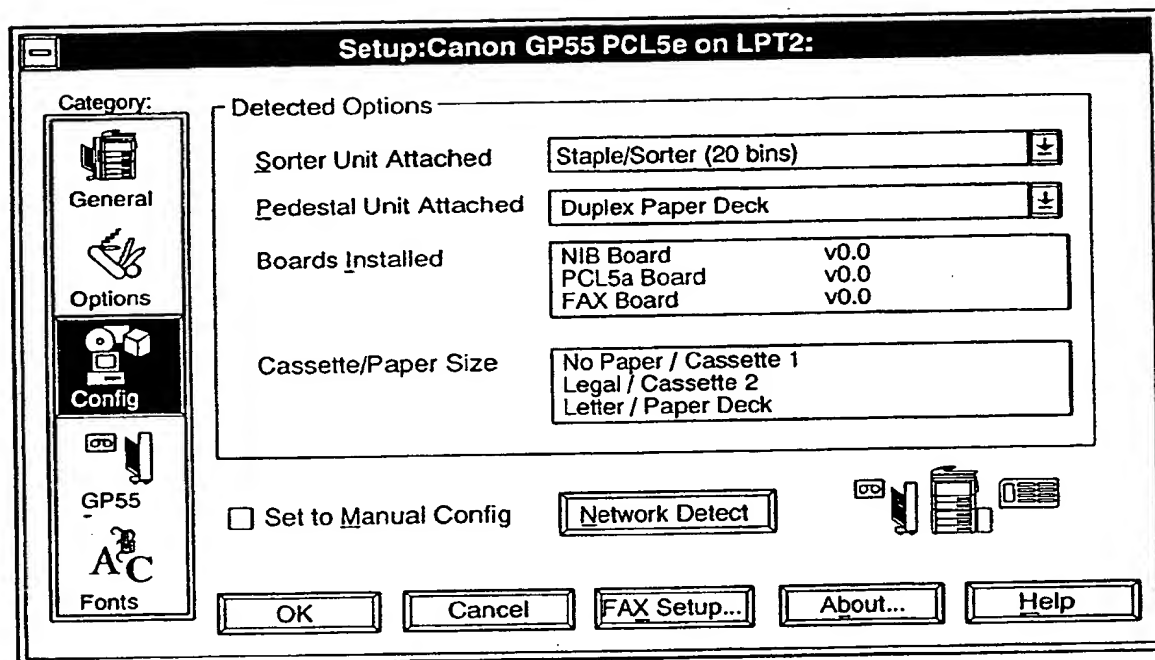 Setup:Canon GP55 PCL5e on LPT2:
Category:
General
Options
Config
GP55
Fonts
Detected Options
Sorter Unit Attached
Staple/Sorter (20 bins)
Pedestal Unit Attached
Duplex Paper Deck
Boards Installed
NIB Board v0.0
PCL5a Board v0.0
FAX Board v0.0
Cassette/Paper Size
No Paper / Cassette 1
Legal / Cassette 2
Letter / Paper Deck
Set to Manual Config
Network Detect
OK
Cancel
FAX Setup...
About...
Help